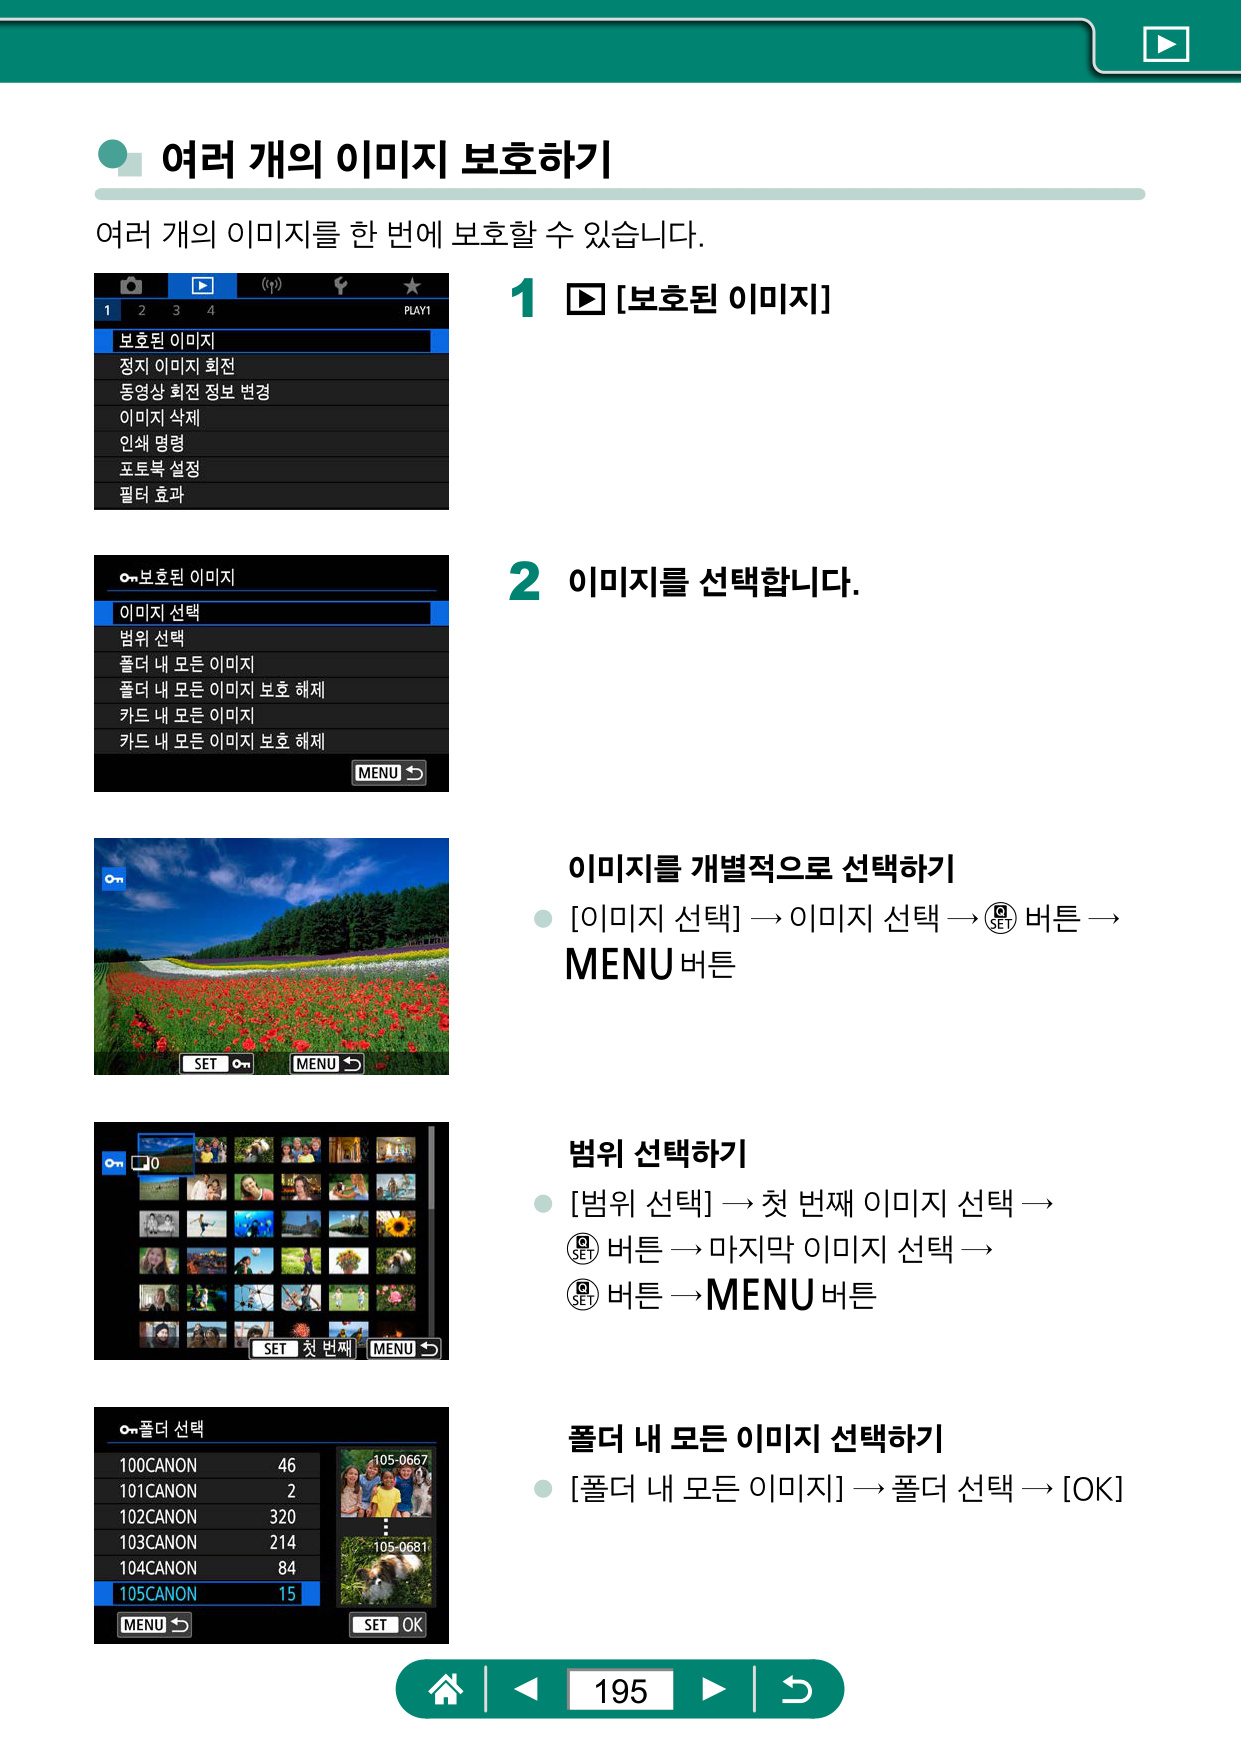 여러 개의 이미지 보호하기
여러 개의 이미지를 한 번에 보호할 수 있습니다.
1 2 3 4 PLAY1
보호된 이미지
정지 이미지 회전
동영상 회전 정보 변경
이미지 삭제
인쇄 명령
포토북 설정
필터 효과
1 [보호된 이미지]
보호된 이미지
이미지 선택
범위 선택
폴더 내 모든 이미지
폴더 내 모든 이미지 보호 해제
카드 내 모든 이미지
카드 내 모든 이미지 보호 해제
MENU
2 이미지를 선택합니다.
SET MENU
이미지를 개별적으로 선택하기
[이미지 선택] → 이미지 선택 → Q SET 버튼 →
MENU 버튼
0
SET 첫 번째 MENU
범위 선택하기
[범위 선택] → 첫 번째 이미지 선택 →
Q SET 버튼 → 마지막 이미지 선택 →
Q SET 버튼 → MENU 버튼
폴더 선택
100CANON 46
101CANON 2
102CANON 320
103CANON 214
104CANON 84
105CANON 15
105-0667
105-0681
MENU SET OK
폴더 내 모든 이미지 선택하기
[폴더 내 모든 이미지] → 폴더 선택 → [OK]
195